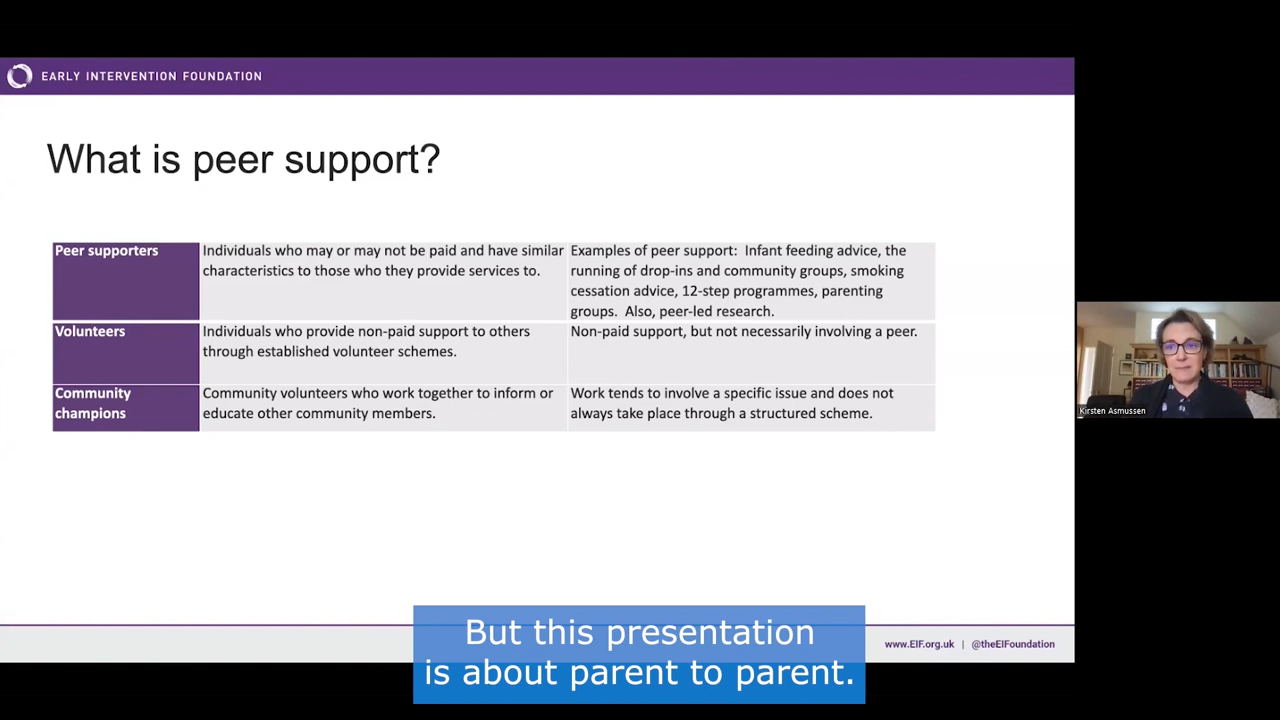 EARLY INTERVENTION FOUNDATION
What is peer support?
Peer supporters
Individuals who may or may not be paid and have similar
characteristics to those who they provide services to.
Examples of peer support:  Infant feeding advice, the
running of drop-ins and community groups, smoking
cessation advice, 12-step programmes, parenting
groups.  Also, peer-led research.
Volunteers
Individuals who provide non-paid support to others
through established volunteer schemes.
Non-paid support, but not necessarily involving a peer.
Community
champions
Community volunteers who work together to inform or
educate other community members.
Work tends to involve a specific issue and does not
always take place through a structured scheme.
Kirsten Asmussen
But this presentation
is about parent to parent.
www.EIF.org.uk | @theEIFoundation